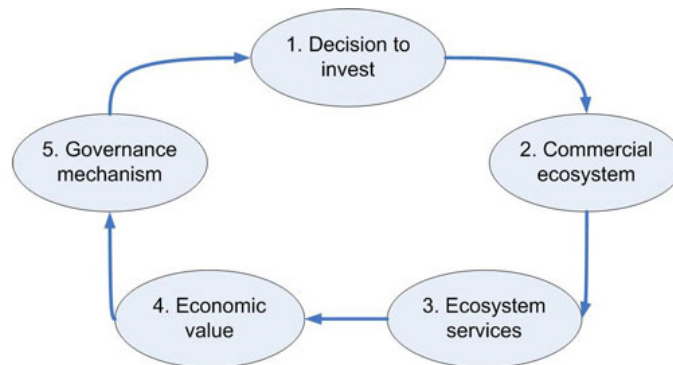 1. Decision to
invest
2. Commercial
ecosystem
3. Ecosystem
services
4. Economic
value
5. Governance
mechanism